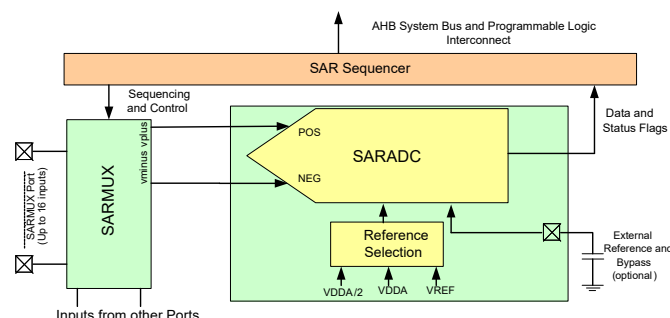 AHB System Bus and Programmable Logic
Interconnect
SAR Sequencer
Sequencing
and Control
Data and
Status Flags
vminus vplus
POS
SARADC
NEG
SARMUX
SARMUX Port
(Up to 16 inputs)
Reference
Selection
External
Reference and
Bypass
(optional)
VDDA/2
VDDA
VREF
Inputs from other Ports